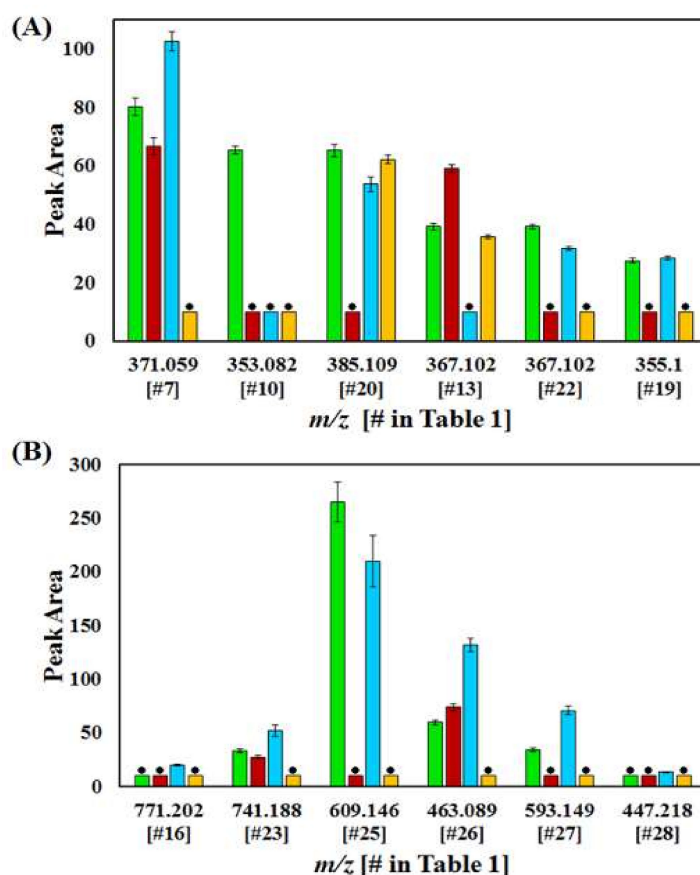 (A)
Peak Area
100
80
60
40
20
0
371.059 353.082 385.109 367.102 367.102 355.1
[#7] [#10] [#20] [#13] [#22] [#19]
m/z [# in Table 1]
(B)
Peak Area
300
250
200
150
100
50
0
771.202 741.188 609.146 463.089 593.149 447.218
[#16] [#23] [#25] [#26] [#27] [#28]
m/z [# in Table 1]